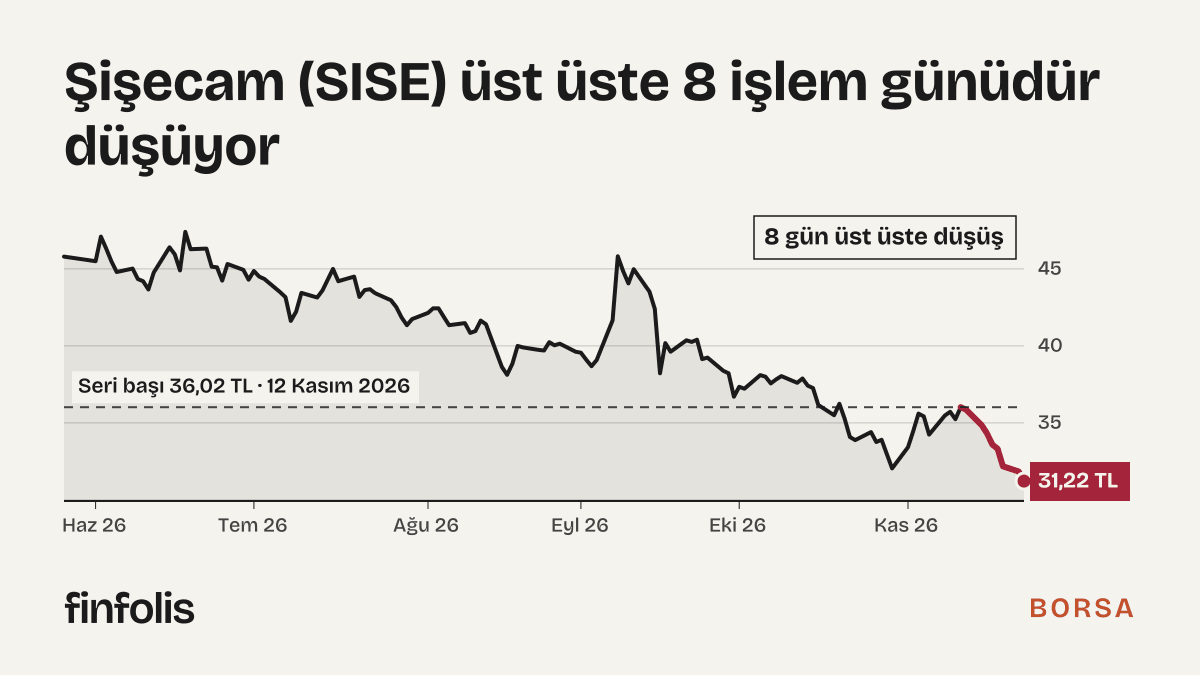 Şişecam (SISE) üst üste 8 işlem günüdür
düşüyor
8 gün üst üste düşüş
45
40
Seri başı 36,02 TL · 12 Kasım 2026
35
31,22 TL
Haz 26 Tem 26 Ağu 26 Eyl 26 Eki 26 Kas 26
finfolis
BORSA